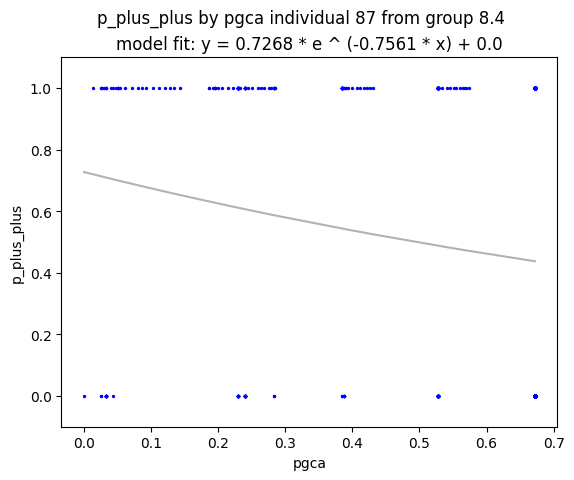 p_plus_plus by pgca individual 87 from group 8.4
model fit: y = 0.7268 * e ^ (-0.7561 * x) + 0.0
1.0
0.8
0.6
0.4
0.2
0.0
p_plus_plus
0.0 0.1 0.2 0.3 0.4 0.5 0.6 0.7
pgca